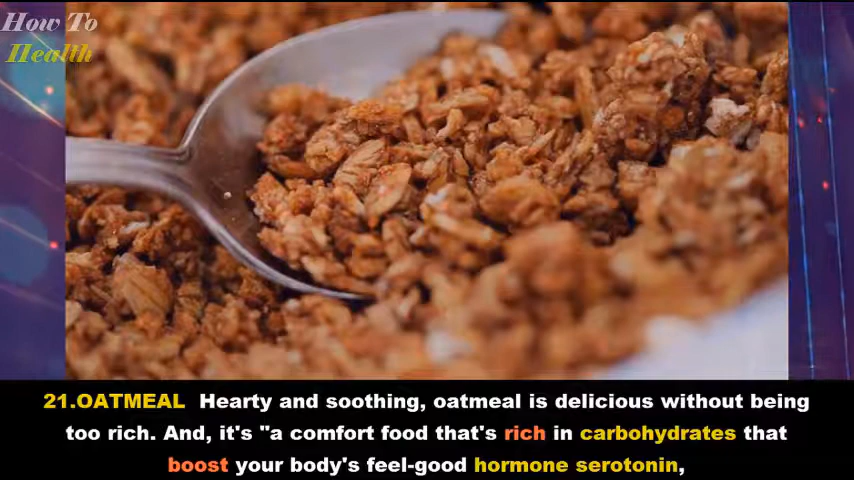 How To
Health
21.OATMEAL Hearty and soothing, oatmeal is delicious without being
too rich. And, it's "a comfort food that's rich in carbohydrates that
boost your body's feel-good hormone serotonin,